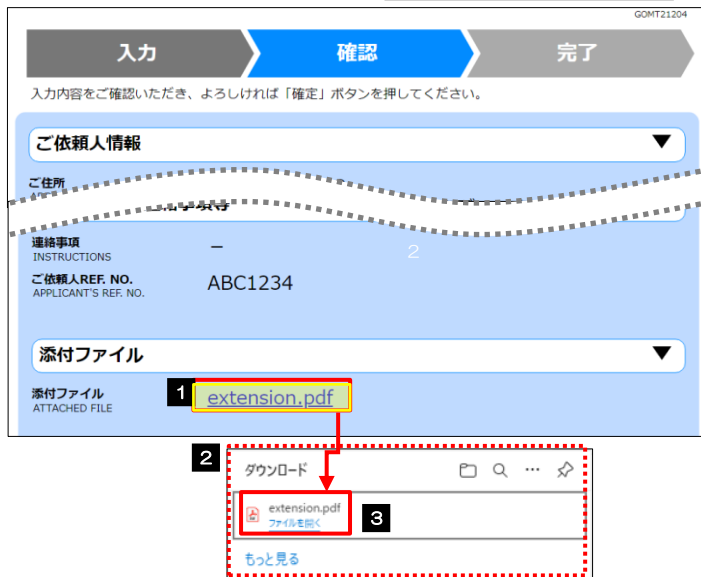 GOMT21204
入力
確認
完了
入力内容をご確認いただき、よろしければ「確定」ボタンを押してください。
ご依頼人情報
ご住所
連絡事項
INSTRUCTIONS
－
2
ご依頼人REF. NO.
APPLICANT'S REF. NO.
ABC1234
添付ファイル
添付ファイル
ATTACHED FILE
1
extension.pdf
2
ダウンロード
extension.pdf
ファイルを開く
3
もっと見る